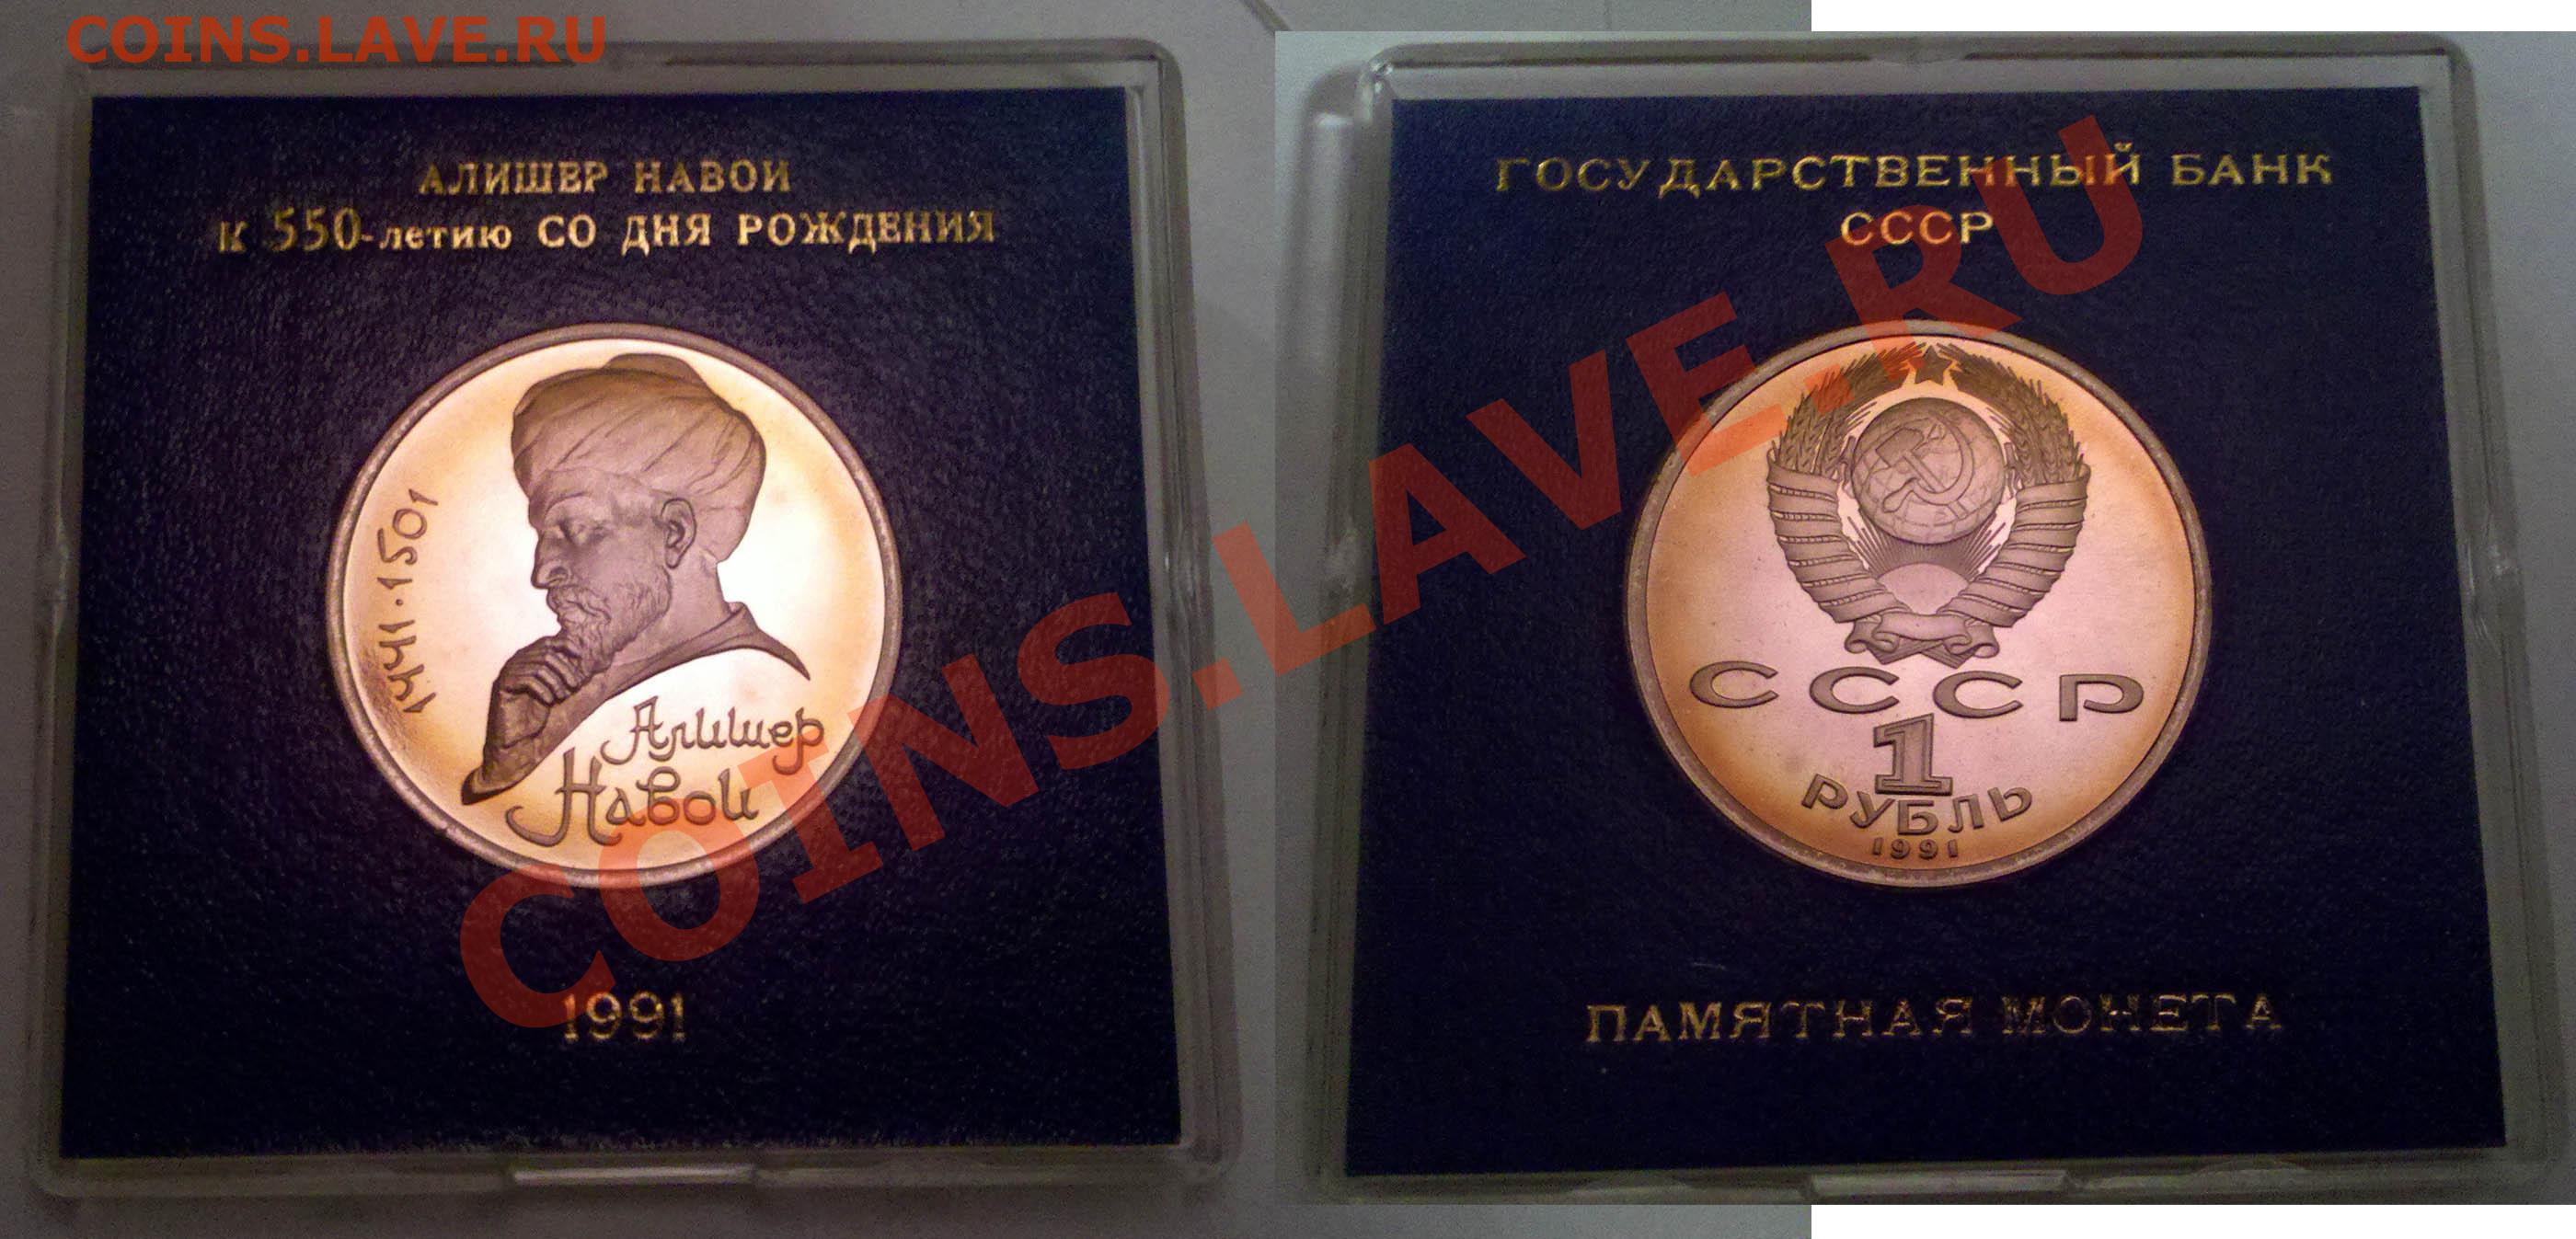 COINS.LAVE.RU
АЛИШЕР НАВОИ
К 550-летию СО ДНЯ РОЖДЕНИЯ
1441·1501
Алишер
Навои
1991
ГОСУДАРСТВЕННЫЙ БАНК
СССР
СССР
1
РУБЛЬ
1991
ПАМЯТНАЯ МОНЕТА
COINS.LAVE.RU